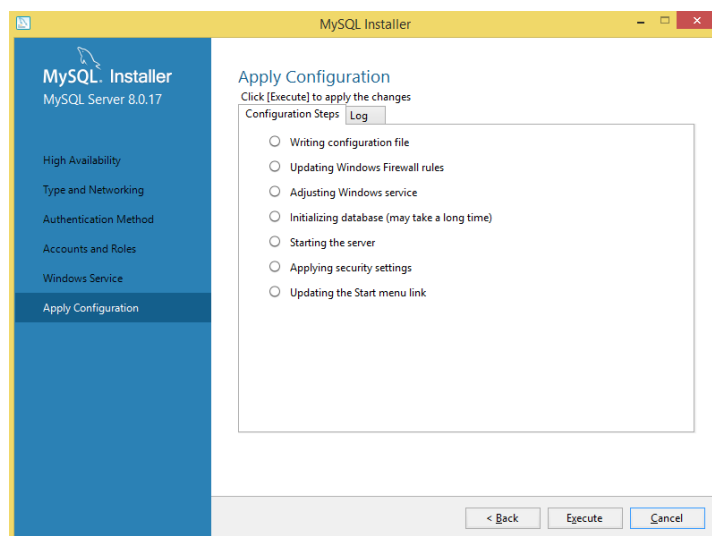 MySQL Installer
MySQL. Installer
MySQL Server 8.0.17
High Availability
Type and Networking
Authentication Method
Accounts and Roles
Windows Service
Apply Configuration
Apply Configuration
Click [Execute] to apply the changes
Configuration Steps Log
Writing configuration file
Updating Windows Firewall rules
Adjusting Windows service
Initializing database (may take a long time)
Starting the server
Applying security settings
Updating the Start menu link
< Back Execute Cancel